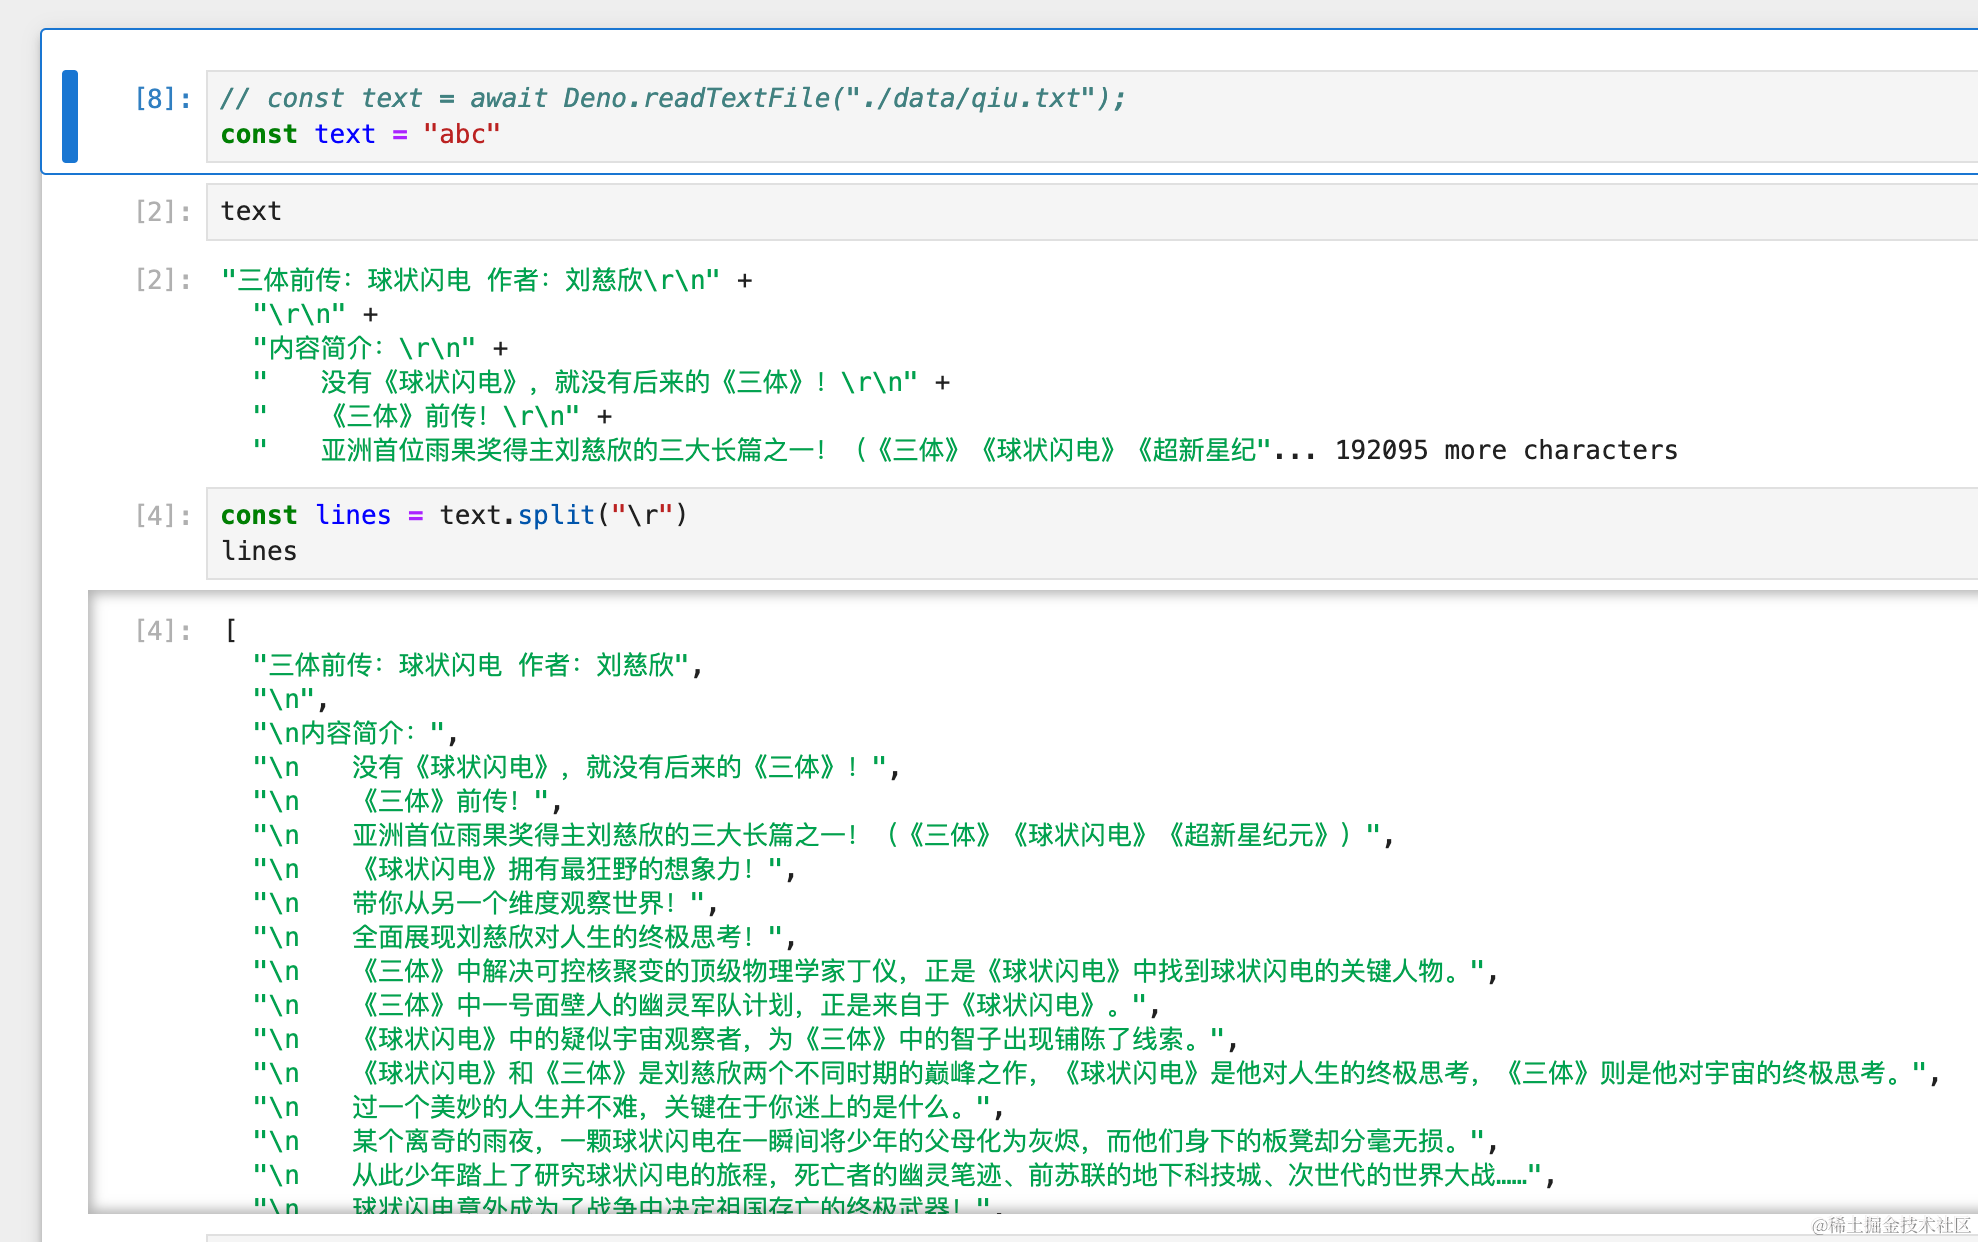 [8]: // const text = await Deno.readTextFile("./data/qiu.txt");
const text = "abc"
[2]: text
[2]: "三体前传：球状闪电 作者：刘慈欣\r\n" +
"\r\n" +
"内容简介：\r\n" +
"    没有《球状闪电》，就没有后来的《三体》！\r\n" +
"    《三体》前传！\r\n" +
"    亚洲首位雨果奖得主刘慈欣的三大长篇之一！（《三体》《球状闪电》《超新星纪"... 192095 more characters
[4]: const lines = text.split("\r")
lines
[4]: [
"三体前传：球状闪电 作者：刘慈欣",
"\n",
"\n内容简介：",
"\n    没有《球状闪电》，就没有后来的《三体》！",
"\n    《三体》前传！",
"\n    亚洲首位雨果奖得主刘慈欣的三大长篇之一！（《三体》《球状闪电》《超新星纪元》）",
"\n    《球状闪电》拥有最狂野的想象力！",
"\n    带你从另一个维度观察世界！",
"\n    全面展现刘慈欣对人生的终极思考！",
"\n    《三体》中解决可控核聚变的顶级物理学家丁仪，正是《球状闪电》中找到球状闪电的关键人物。",
"\n    《三体》中一号面壁人的幽灵军队计划，正是来自于《球状闪电》。",
"\n    《球状闪电》中的疑似宇宙观察者，为《三体》中的智子出现铺陈了线索。",
"\n    《球状闪电》和《三体》是刘慈欣两个不同时期的巅峰之作，《球状闪电》是他对人生的终极思考，《三体》则是他对宇宙的终极思考。",
"\n    过一个美妙的人生并不难，关键在于你迷上的是什么。",
"\n    某个离奇的雨夜，一颗球状闪电在一瞬间将少年的父母化为灰烬，而他们身下的板凳却分毫无损。",
"\n    从此少年踏上了研究球状闪电的旅程，死亡者的幽灵笔迹、前苏联的地下科技城、次世代的世界大战……",
"\n    球状闪电意外成为了战争中决定祖国存亡的终极武器！",
@稀土掘金技术社区